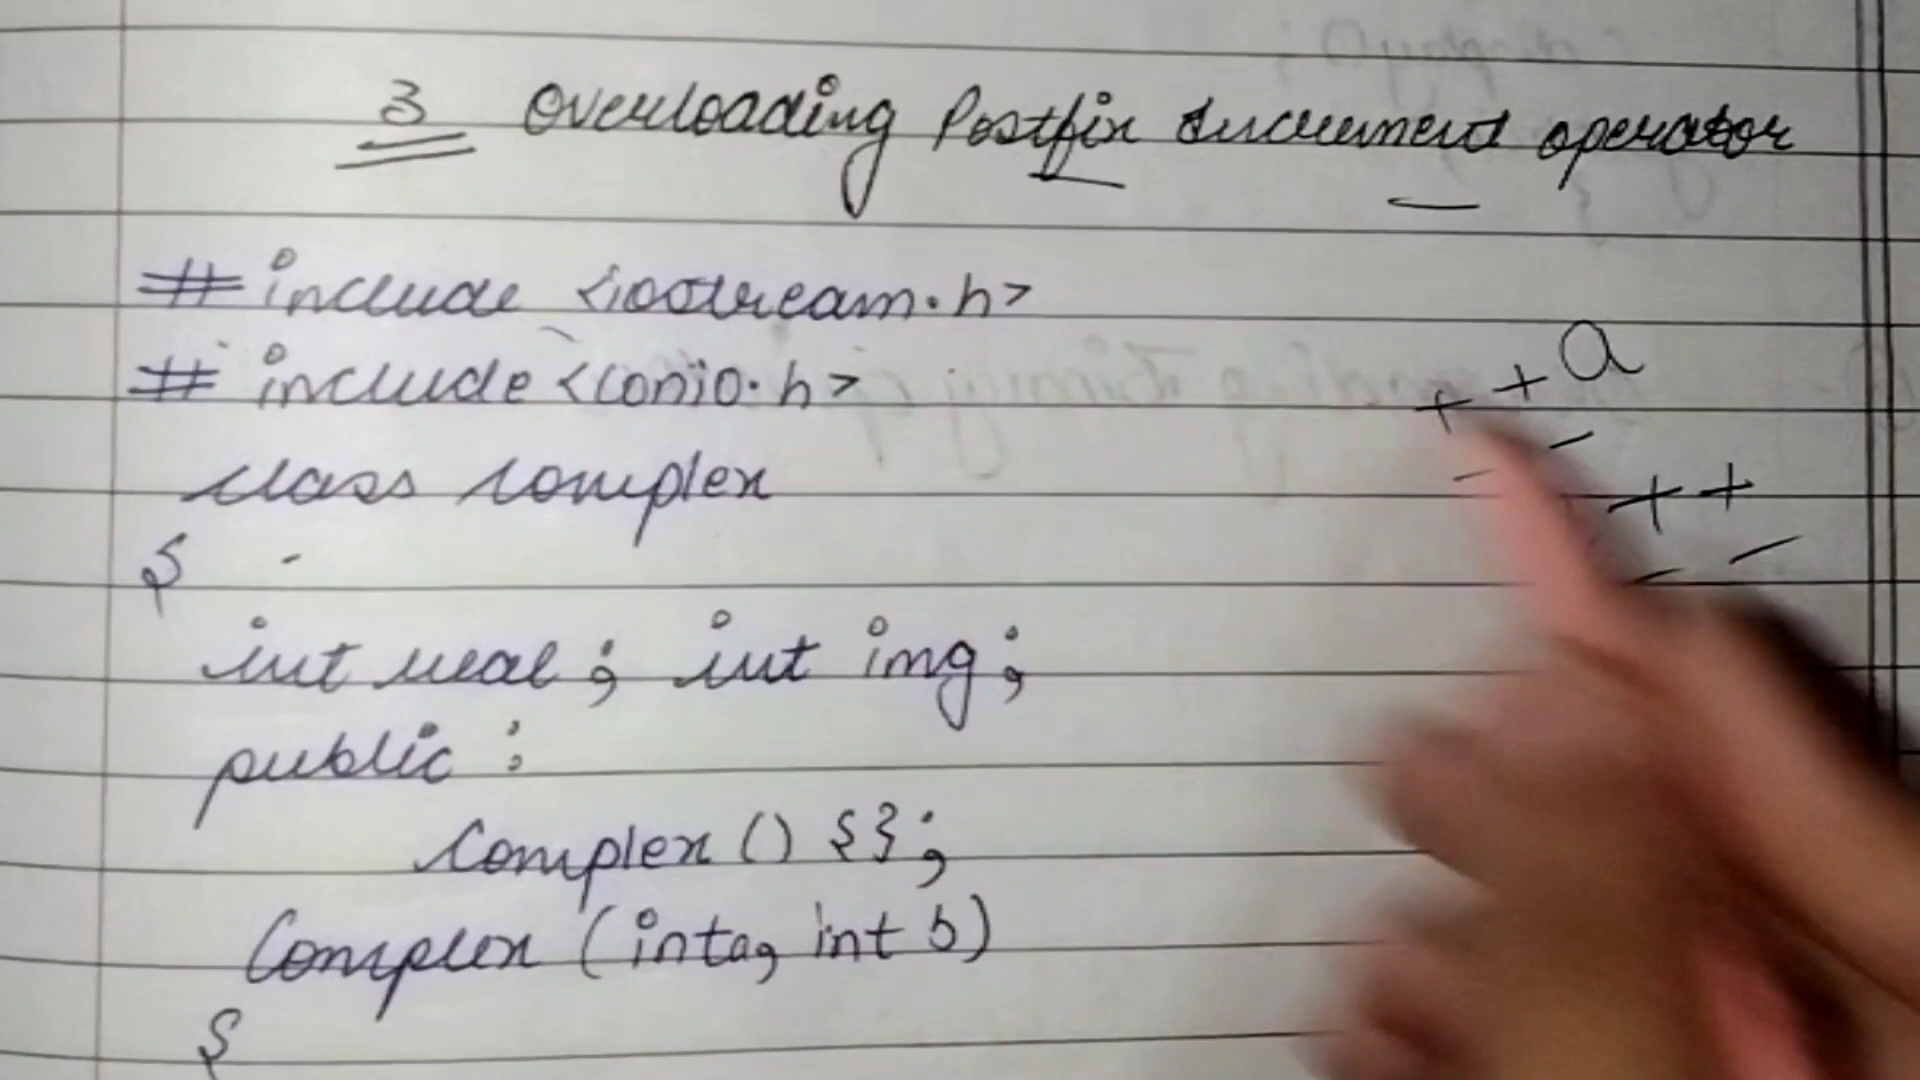 3 Overloading Postfix Increment operator
# include <iostream.h>
# include <conio.h>
class complex
{
int real ; int img ;
public :
Complex () { } ;
Complex ( int a, int b )
{
+ + a
- -
+ +
- -